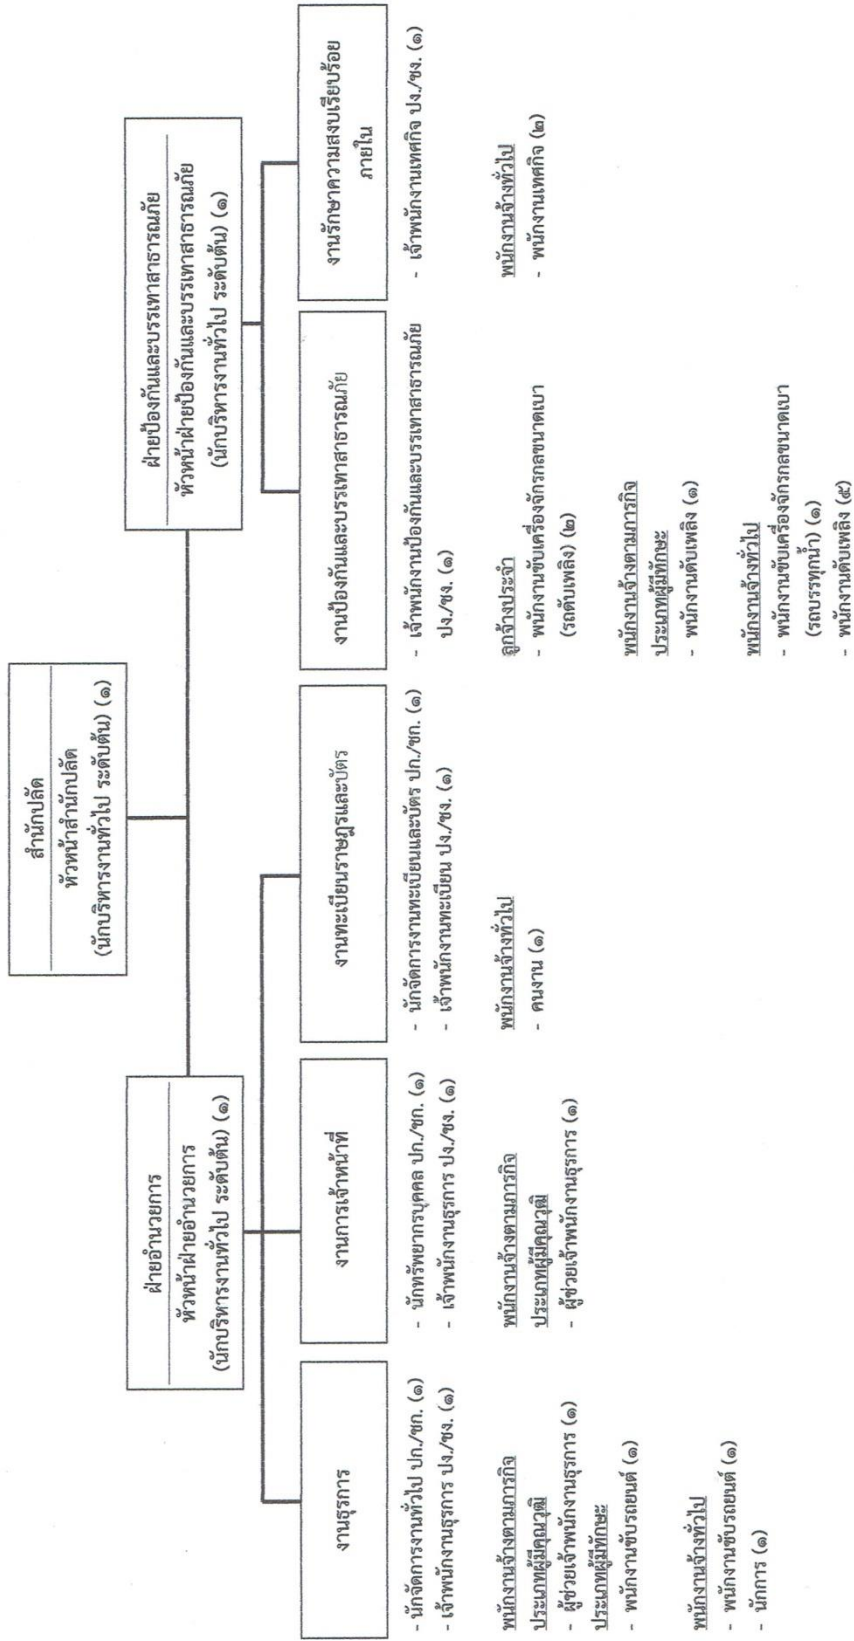 สำนักปลัด
หัวหน้าสำนักปลัด
(นักบริหารงานทั่วไป ระดับต้น) (๑)
ฝ่ายอำนวยการ
หัวหน้าฝ่ายอำนวยการ
(นักบริหารงานทั่วไป ระดับต้น) (๑)
ฝ่ายป้องกันและบรรเทาสาธารณภัย
หัวหน้าฝ่ายป้องกันและบรรเทาสาธารณภัย
(นักบริหารงานทั่วไป ระดับต้น) (๑)
งานธุรการ
- นักจัดการงานทั่วไป ปก./ชก. (๑)
- เจ้าพนักงานธุรการ ปง./ชง. (๑)
พนักงานจ้างตามภารกิจ
ประเภทผู้มีคุณวุฒิ
- ผู้ช่วยเจ้าพนักงานธุรการ (๑)
ประเภทผู้มีทักษะ
- พนักงานขับรถยนต์ (๑)
พนักงานจ้างทั่วไป
- พนักงานขับรถยนต์ (๑)
- นักการ (๑)
งานการเจ้าหน้าที่
- นักทรัพยากรบุคคล ปก./ชก. (๑)
- เจ้าพนักงานธุรการ ปง./ชง. (๑)
พนักงานจ้างตามภารกิจ
ประเภทผู้มีคุณวุฒิ
- ผู้ช่วยเจ้าพนักงานธุรการ (๑)
งานทะเบียนราษฎรและบัตร
- นักจัดการงานทะเบียนและบัตร ปก./ชก. (๑)
- เจ้าพนักงานทะเบียน ปง./ชง. (๑)
พนักงานจ้างทั่วไป
- คนงาน (๑)
งานป้องกันและบรรเทาสาธารณภัย
- เจ้าพนักงานป้องกันและบรรเทาสาธารณภัย
ปง./ชง. (๑)
ลูกจ้างประจำ
- พนักงานขับเครื่องจักรกลขนาดเบา
(รถดับเพลิง) (๒)
พนักงานจ้างตามภารกิจ
ประเภทผู้มีทักษะ
- พนักงานดับเพลิง (๑)
พนักงานจ้างทั่วไป
- พนักงานขับเครื่องจักรกลขนาดเบา
(รถบรรทุกน้ำ) (๑)
- พนักงานดับเพลิง (๕)
งานรักษาความสงบเรียบร้อย
ภายใน
- เจ้าพนักงานเทศกิจ ปง./ชง. (๑)
พนักงานจ้างทั่วไป
- พนักงานเทศกิจ (๒)